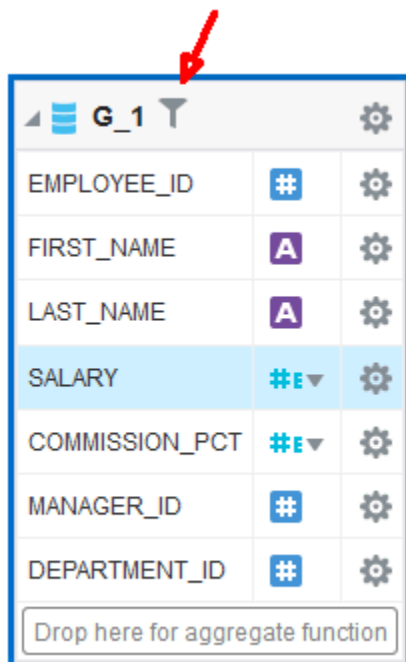 G_1
EMPLOYEE_ID #
FIRST_NAME A
LAST_NAME A
SALARY #E
COMMISSION_PCT #E
MANAGER_ID #
DEPARTMENT_ID #
Drop here for aggregate function